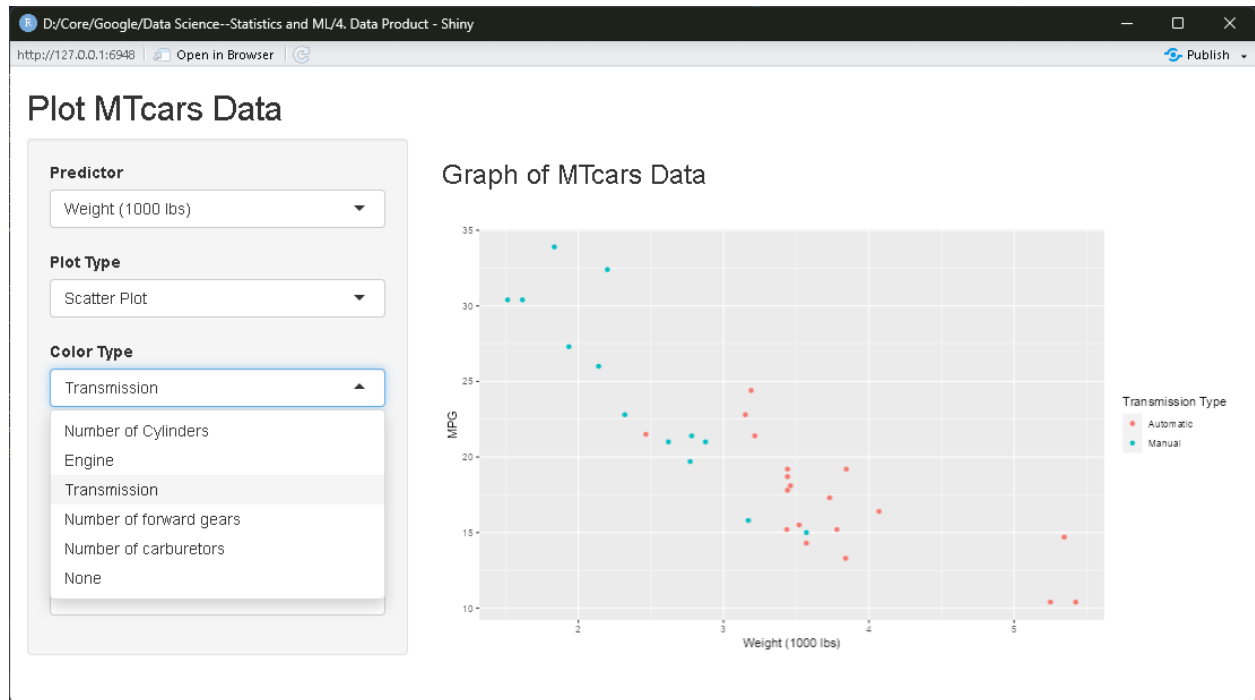 D:/Core/Google/Data Science--Statistics and ML/4. Data Product - Shiny
http://127.0.0.1:6948 Open in Browser Publish
Plot MTcars Data
Predictor
Weight (1000 lbs)
Plot Type
Scatter Plot
Color Type
Transmission
Number of Cylinders
Engine
Transmission
Number of forward gears
Number of carburetors
None
Graph of MTcars Data
35
30
25
20
15
10
MPG
2 3 4 5
Weight (1000 lbs)
Transmission Type
Automatic
Manual